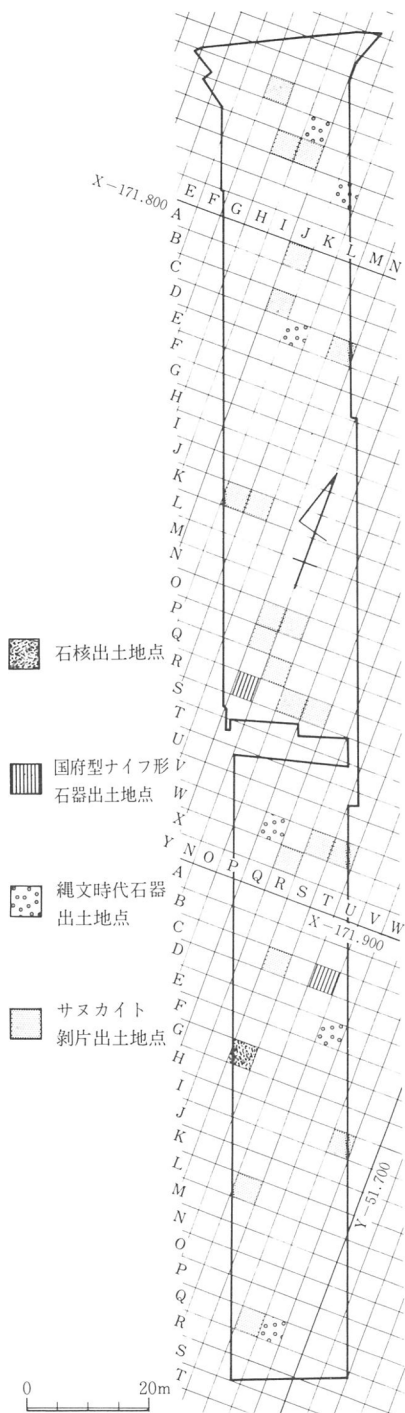 X-171.800
E F G H I J K L M N
A
B
C
D
E
F
G
H
I
J
K
L
M
N
O
P
Q
R
S
T
U
V
W
X
Y N O P Q R S T U V W
X-171.900
A
B
C
D
E
F
G
H
I
J
K
L
M
N
O
P
Q
R
S
T
Y-51.700
石核出土地点
国府型ナイフ形
石器出土地点
縄文時代石器
出土地点
サヌカイト
剝片出土地点
0 20m